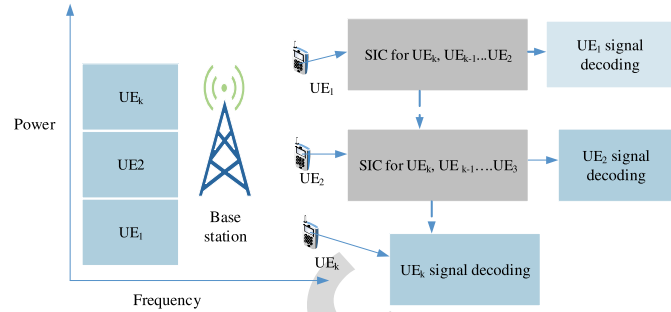 Power
UEk
UE2
UE1
Base
station
Frequency
UE1
SIC for UEk, UEk-1...UE2
UE1 signal
decoding
UE2
SIC for UEk, UE k-1....UE3
UE2 signal
decoding
UEk
UEk signal decoding